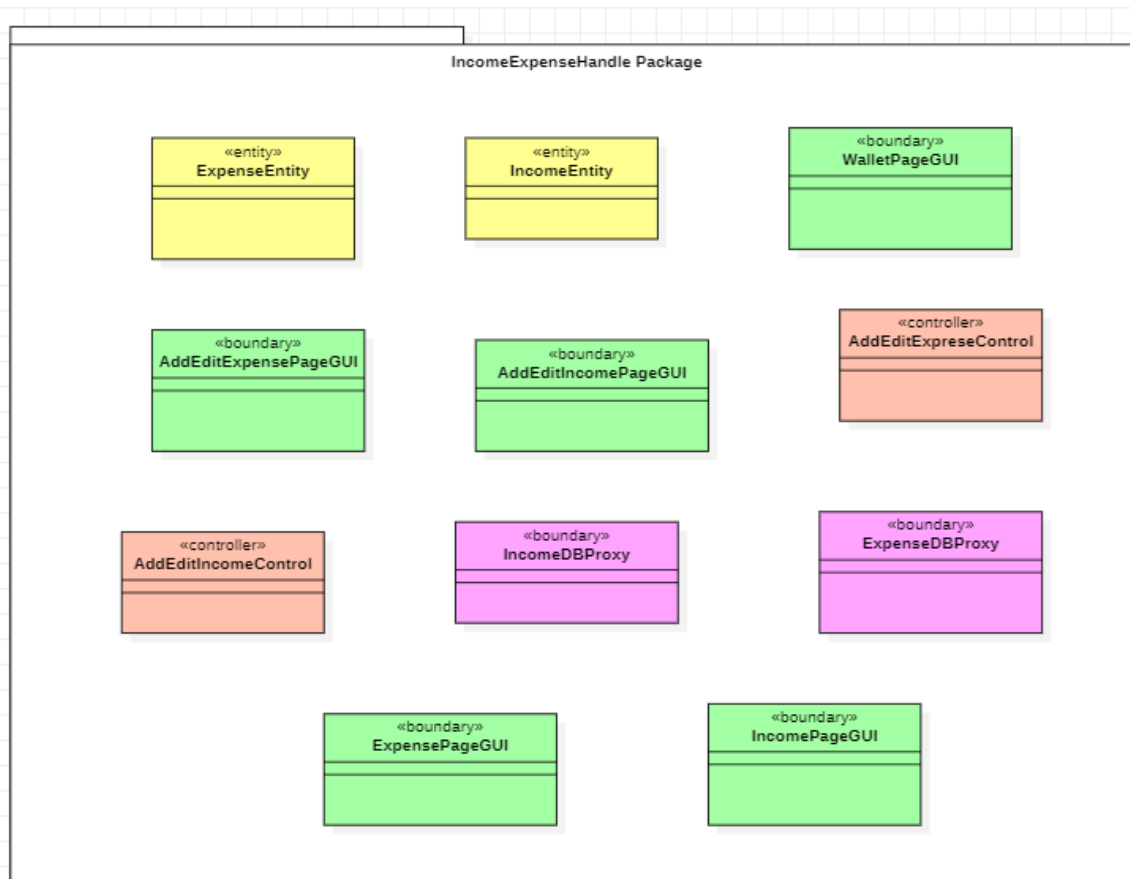 IncomeExpenseHandle Package
«entity»
ExpenseEntity
«entity»
IncomeEntity
«boundary»
WalletPageGUI
«boundary»
AddEditExpensePageGUI
«boundary»
AddEditIncomePageGUI
«controller»
AddEditExpreseControl
«controller»
AddEditIncomeControl
«boundary»
IncomeDBProxy
«boundary»
ExpenseDBProxy
«boundary»
ExpensePageGUI
«boundary»
IncomePageGUI